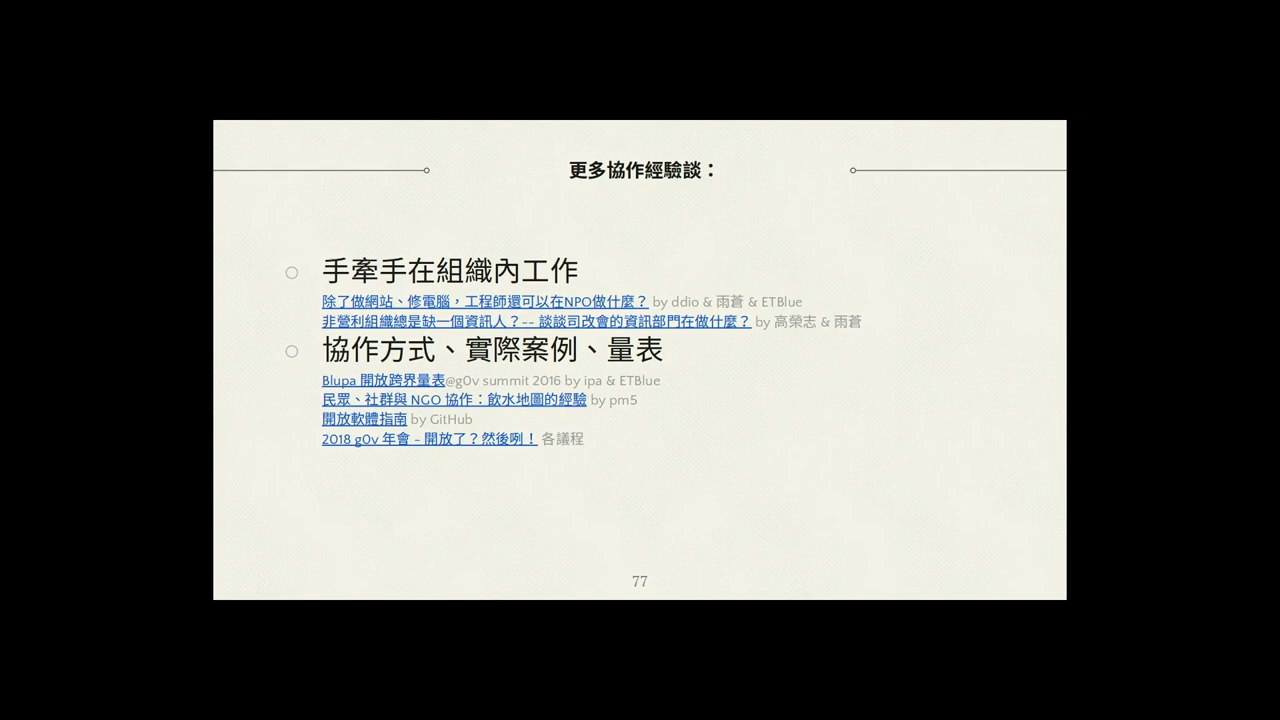 更多協作經驗談：
手牽手在組織內工作
除了做網站、修電腦，工程師還可以在NPO做什麼？ by ddio & 雨蒼 & ETBlue
非營利組織總是缺一個資訊人？-- 談談司改會的資訊部門在做什麼？ by 高榮志 & 雨蒼
協作方式、實際案例、量表
Blupa 開放跨界量表@g0v summit 2016 by ipa & ETBlue
民眾、社群與 NGO 協作：飲水地圖的經驗 by pm5
開放軟體指南 by GitHub
2018 g0v 年會 - 開放了？然後咧！ 各議程
77